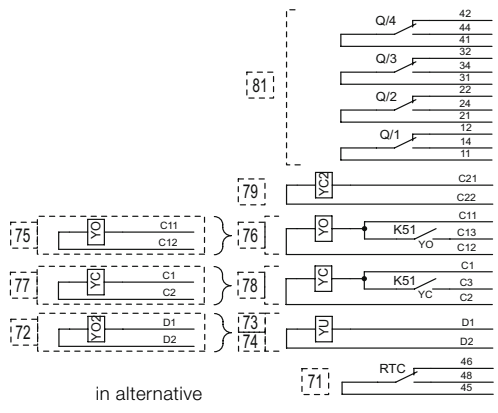 42
Q/4
44
41
32
Q/3
34
31
81
22
Q/2
24
21
12
Q/1
14
11
79
YC2
C21
C22
75
YO
C11
C12
76
YO
C11
K51
C13
YO
C12
77
YC
C1
C2
78
YC
C1
K51
C3
YC
C2
72
YO2
D1
D2
73
74
YU
D1
D2
46
71
RTC
48
45
in alternative